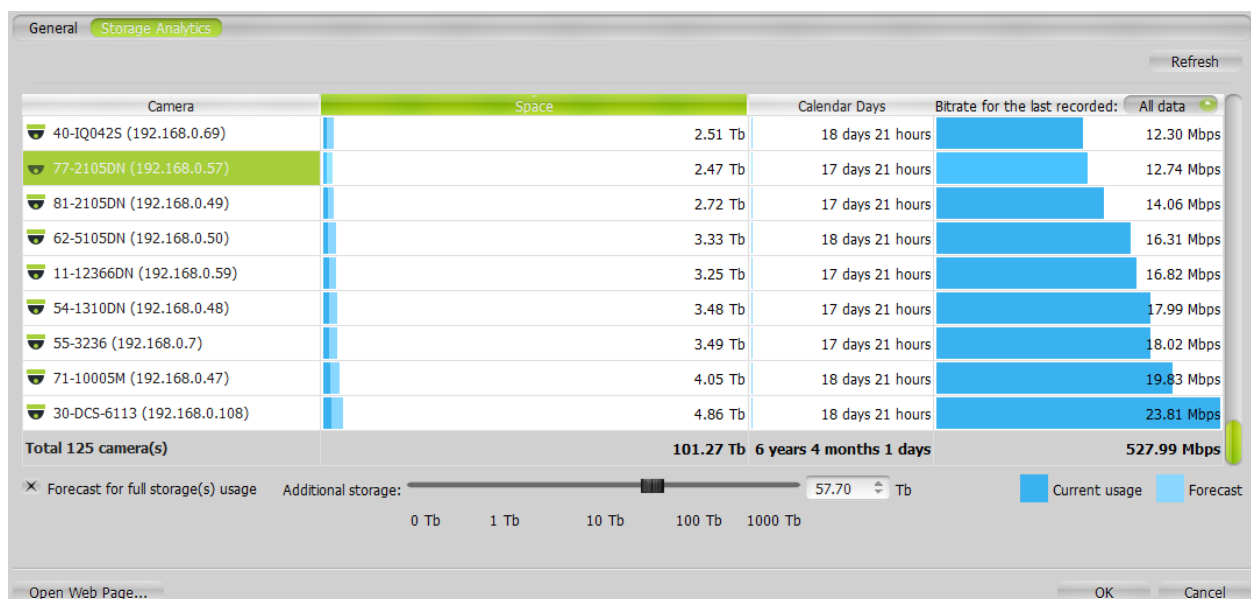 General Storage Analytics
Refresh
Camera Space Calendar Days Bitrate for the last recorded: All data
40-IQ042S (192.168.0.69) 2.51 Tb 18 days 21 hours 12.30 Mbps
77-2105DN (192.168.0.57) 2.47 Tb 17 days 21 hours 12.74 Mbps
81-2105DN (192.168.0.49) 2.72 Tb 17 days 21 hours 14.06 Mbps
62-5105DN (192.168.0.50) 3.33 Tb 18 days 21 hours 16.31 Mbps
11-12366DN (192.168.0.59) 3.25 Tb 17 days 21 hours 16.82 Mbps
54-1310DN (192.168.0.48) 3.48 Tb 17 days 21 hours 17.99 Mbps
55-3236 (192.168.0.7) 3.49 Tb 17 days 21 hours 18.02 Mbps
71-10005M (192.168.0.47) 4.05 Tb 18 days 21 hours 19.83 Mbps
30-DCS-6113 (192.168.0.108) 4.86 Tb 18 days 21 hours 23.81 Mbps
Total 125 camera(s) 101.27 Tb 6 years 4 months 1 days 527.99 Mbps
Forecast for full storage(s) usage Additional storage: 57.70 Tb Current usage Forecast
0 Tb 1 Tb 10 Tb 100 Tb 1000 Tb
Open Web Page... OK Cancel